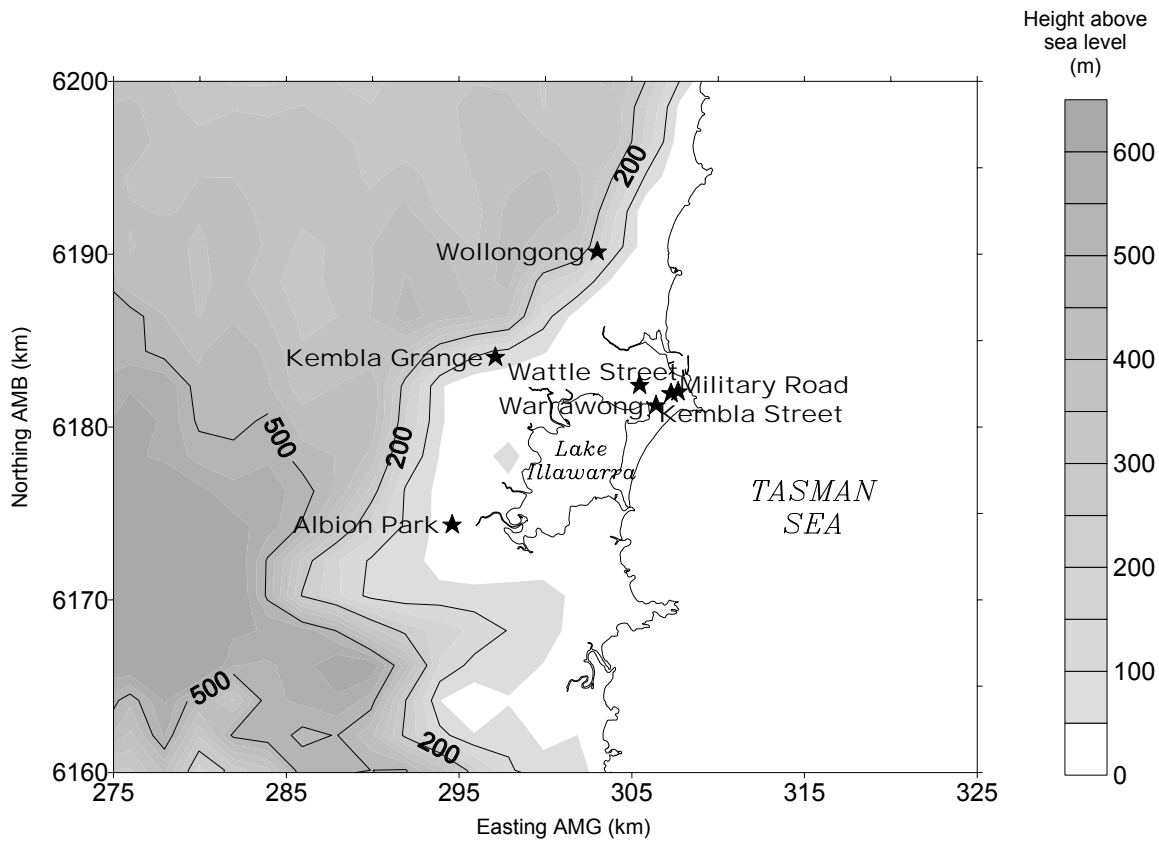 Height above
sea level
(m)
6200
600
200
Wollongong
6190
500
Kembla Grange
400
Wattle Street
Military Road
Warrawong
Kembla Street
Northing AMB (km)
6180
500
200
Lake
Illawarra
300
TASMAN
SEA
Albion Park
200
6170
100
500
200
6160
0
275
285
295
305
315
325
Easting AMG (km)